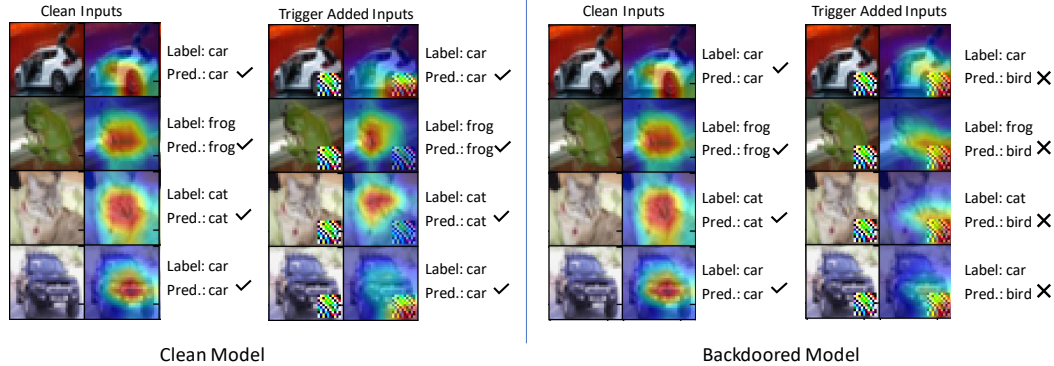 Clean Inputs
Trigger Added Inputs
Label: car
Pred.: car
Label: car
Pred.: car
Label: frog
Pred.: frog
Label: frog
Pred.: frog
Label: cat
Pred.: cat
Label: cat
Pred.: cat
Label: car
Pred.: car
Label: car
Pred.: car
Clean Model
Clean Inputs
Trigger Added Inputs
Label: car
Pred.: car
Label: car
Pred.: bird
Label: frog
Pred.: frog
Label: frog
Pred.: bird
Label: cat
Pred.: cat
Label: cat
Pred.: bird
Label: car
Pred.: car
Label: car
Pred.: bird
Backdoored Model